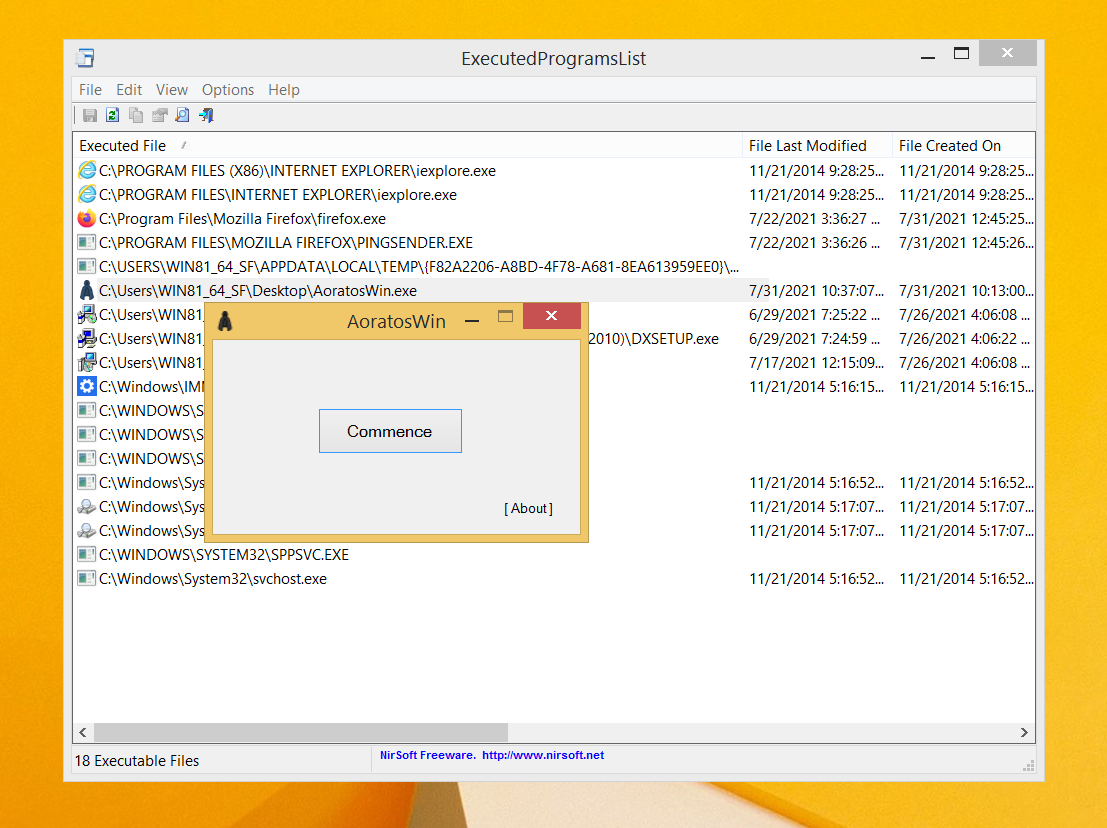 ExecutedProgramsList
File Edit View Options Help
Executed File File Last Modified File Created On
C:\PROGRAM FILES (X86)\INTERNET EXPLORER\iexplore.exe 11/21/2014 9:28:25... 11/21/2014 9:28:25...
C:\PROGRAM FILES\INTERNET EXPLORER\iexplore.exe 11/21/2014 9:28:25... 11/21/2014 9:28:25...
C:\Program Files\Mozilla Firefox\firefox.exe 7/22/2021 3:36:27 ... 7/31/2021 12:45:25...
C:\PROGRAM FILES\MOZILLA FIREFOX\PINGSENDER.EXE 7/22/2021 3:36:26 ... 7/31/2021 12:45:26...
C:\USERS\WIN81_64_SF\APPDATA\LOCAL\TEMP\{F82A2206-A8BD-4F78-A681-8EA613959EE0}\...
C:\Users\WIN81_64_SF\Desktop\AoratosWin.exe 7/31/2021 10:37:07... 7/31/2021 10:13:00...
C:\Users\WIN81_ 6/29/2021 7:25:22 ... 7/26/2021 4:06:08 ...
C:\Users\WIN81_ 2010)\DXSETUP.exe 6/29/2021 7:24:59 ... 7/26/2021 4:06:22 ...
C:\Users\WIN81_ 7/17/2021 12:15:09... 7/26/2021 4:06:08 ...
C:\Windows\IMM 11/21/2014 5:16:15... 11/21/2014 5:16:15...
C:\WINDOWS\S
C:\WINDOWS\S
C:\WINDOWS\S
C:\Windows\Sys 11/21/2014 5:16:52... 11/21/2014 5:16:52...
C:\Windows\Sys 11/21/2014 5:17:07... 11/21/2014 5:17:07...
C:\Windows\Sys 11/21/2014 5:17:07... 11/21/2014 5:17:07...
C:\WINDOWS\SYSTEM32\SPPSVC.EXE
C:\Windows\System32\svchost.exe 11/21/2014 5:16:52... 11/21/2014 5:16:52...
AoratosWin
Commence
[ About ]
18 Executable Files
NirSoft Freeware. http://www.nirsoft.net